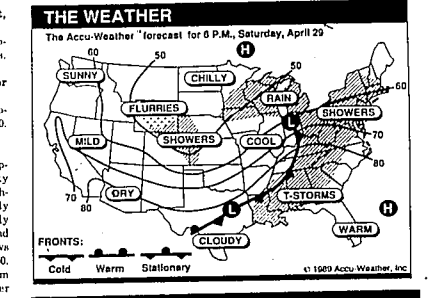 THE WEATHER
The Accu-Weather™ forecast for 6 P.M., Saturday, April 29
H
60
50
SUNNY
CHILLY
50
60
FLURRIES
RAIN
L
SHOWERS
MILD
SHOWERS
COOL
70
80
DRY
70
80
T-STORMS
L
H
CLOUDY
WARM
FRONTS:
Cold
Warm
Stationary
© 1989 Accu-Weather, Inc.